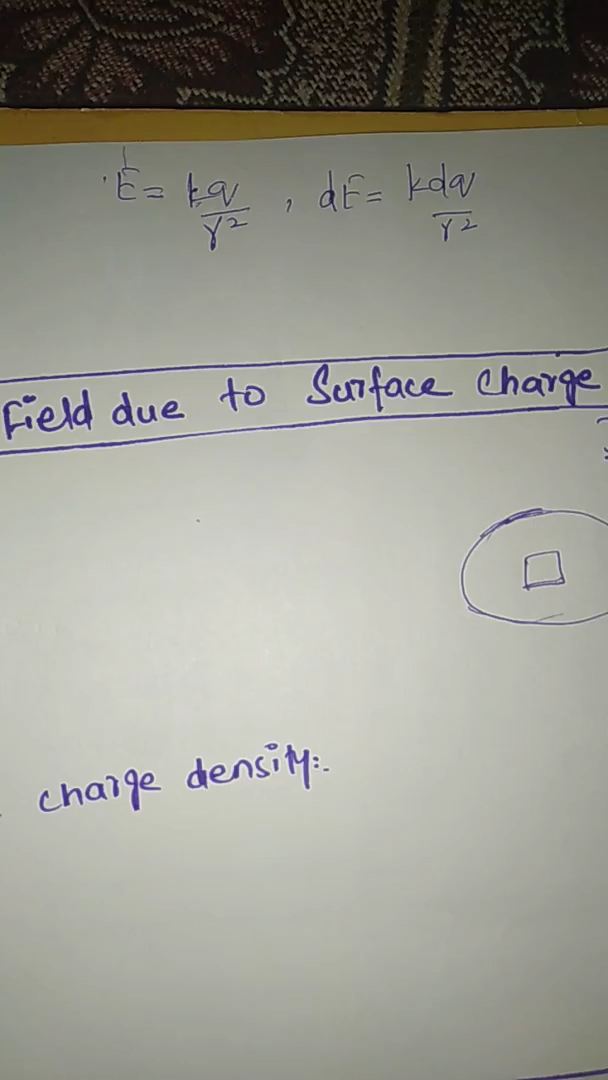 E = kq/r² , dE = kdq/r²
Field due to Surface Charge
charge density:-